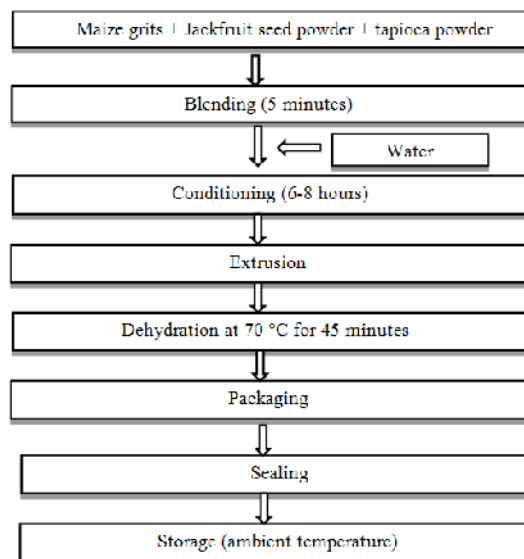 Maize grits + Jackfruit seed powder + tapioca powder
Blending (5 minutes)
Water
Conditioning (6-8 hours)
Extrusion
Dehydration at 70 °C for 45 minutes
Packaging
Sealing
Storage (ambient temperature)